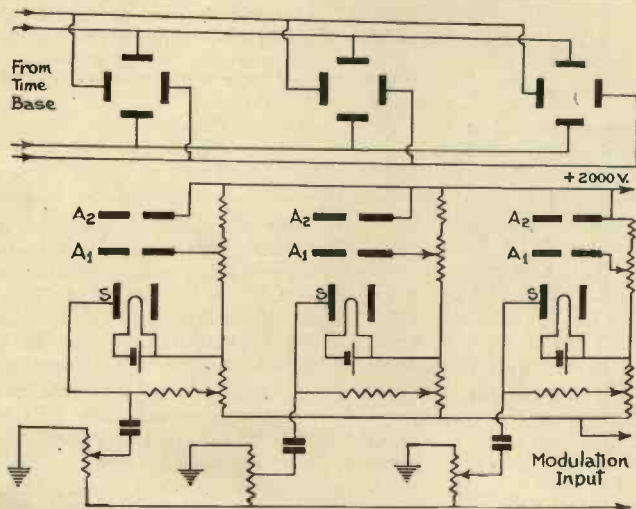 From
Time
Base
+2000 V.
A2
A2
A2
A1
A1
A1
S
S
S
Modulation
Input